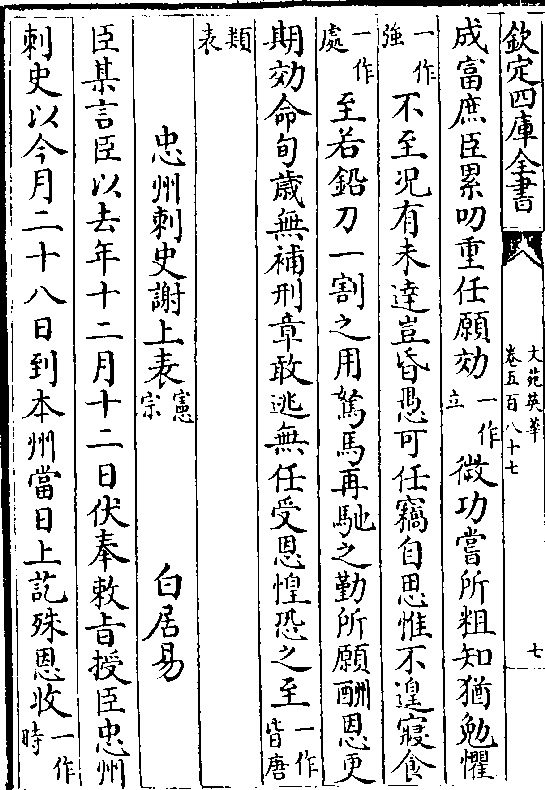 欽定四庫全書
文苑英華
卷五百八十七
七
成富庶臣累叨重任願効一作立微功嘗所粗知猶勉懼
一作強不至況有未達豈昏愚可任竊自思惟不遑寢食
一作處至若鉛刀一割之用駑馬再馳之勤所願酬恩更
期効命旬歲無補刑章敢逃無任受恩惶恐之至一作皆唐
類表
忠州刺史謝上表憲宗 白居易
臣某言臣以去年十二月十二日伏奉敕旨授臣忠州
刺史以今月二十八日到本州當日上訖殊恩收一作時